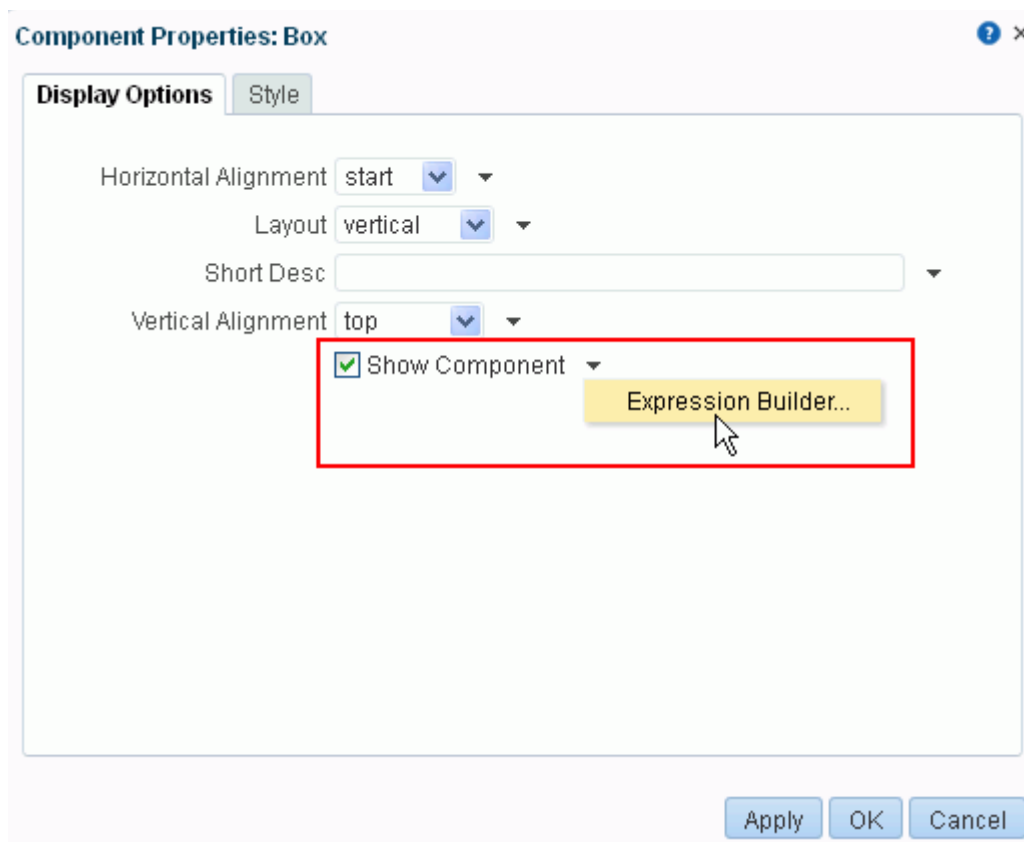 Component Properties: Box
Display Options Style
Horizontal Alignment start
Layout vertical
Short Desc
Vertical Alignment top
Show Component
Expression Builder...
Apply OK Cancel